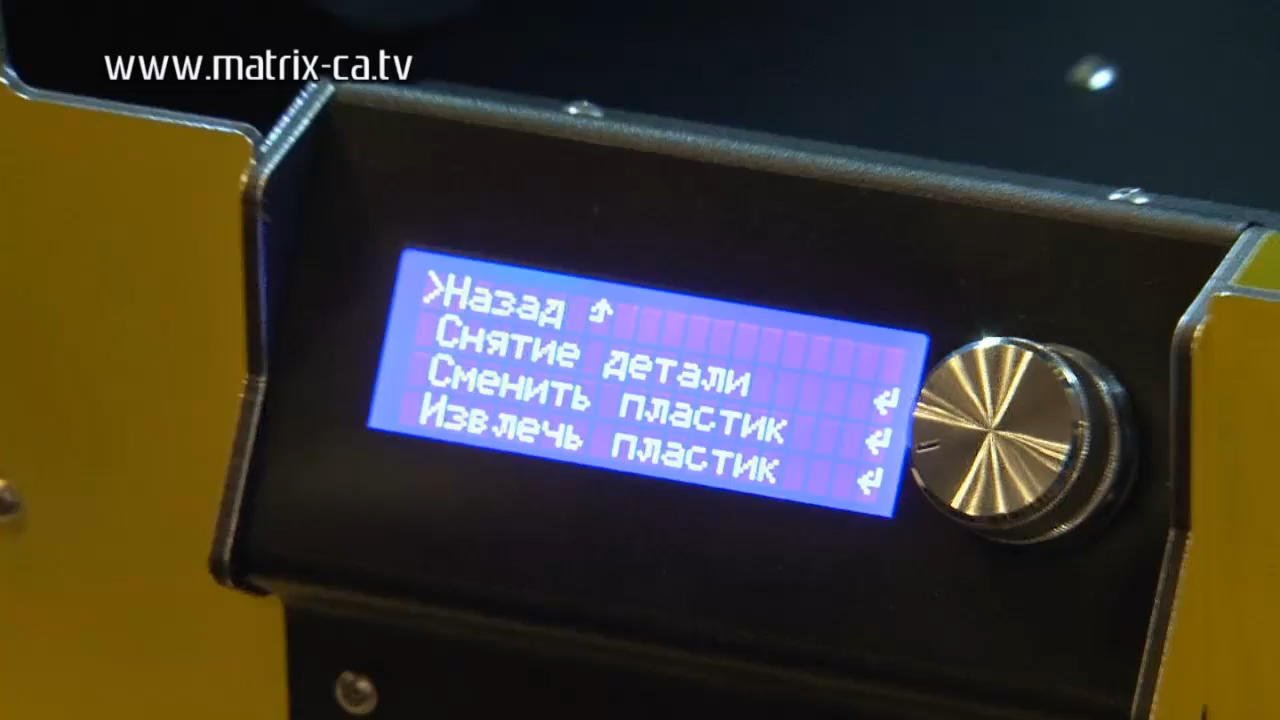 www.matrix-ca.tv
>Назад
Снятие детали
Сменить пластик
Извлечь пластик